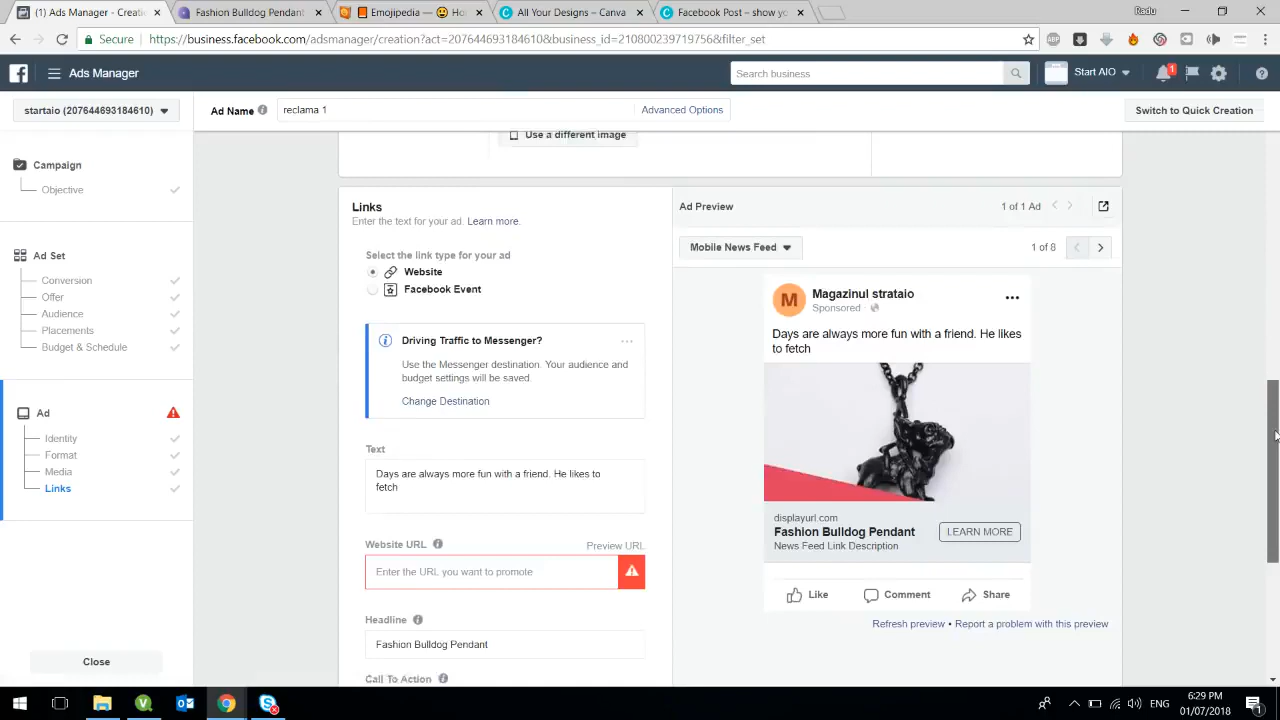 Ads Manager - Creation
Fashion Bulldog Pendant
Emojipedia — 😃 Ho
All Your Designs – Canva
Facebook Post – show yo
Radu
Secure
https://business.facebook.com/adsmanager/creation?act=207644693184610&business_id=210800239719756&filter_set
Ads Manager
Search business
Start AIO
1
startaio (207644693184610)
Ad Name
reclama 1
Advanced Options
Switch to Quick Creation
Campaign
Objective
Ad Set
Conversion
Offer
Audience
Placements
Budget & Schedule
Ad
Identity
Format
Media
Links
Close
Use a different image
Links
Enter the text for your ad. Learn more.
Select the link type for your ad
Website
Facebook Event
Driving Traffic to Messenger?
Use the Messenger destination. Your audience and
budget settings will be saved.
Change Destination
Text
Days are always more fun with a friend. He likes to
fetch
Website URL
Preview URL
Enter the URL you want to promote
Headline
Fashion Bulldog Pendant
Call To Action
Ad Preview
1 of 1 Ad
Mobile News Feed
1 of 8
M
Magazinul strataio
Sponsored
Days are always more fun with a friend. He likes
to fetch
displayurl.com
Fashion Bulldog Pendant
News Feed Link Description
LEARN MORE
Like
Comment
Share
Refresh preview • Report a problem with this preview
ENG
6:29 PM
01/07/2018
1